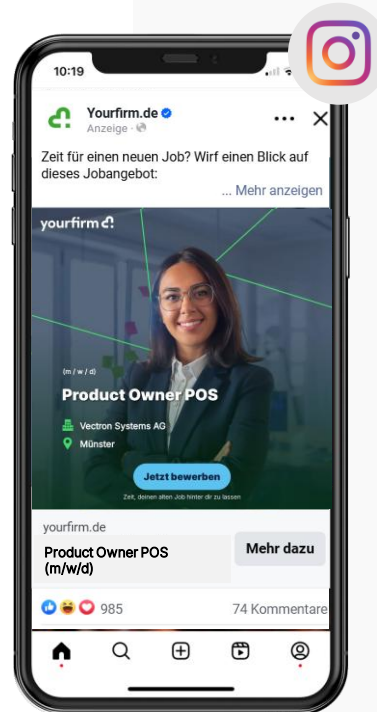 10:19
Yourfirm.de
Anzeige ·
Zeit für einen neuen Job? Wirf einen Blick auf
dieses Jobangebot:
... Mehr anzeigen
yourfirm
(m / w / d)
Product Owner POS
Vectron Systems AG
Münster
Jetzt bewerben
Zeit, deinen alten Job hinter dir zu lassen
yourfirm.de
Product Owner POS
(m/w/d)
Mehr dazu
985
74 Kommentare